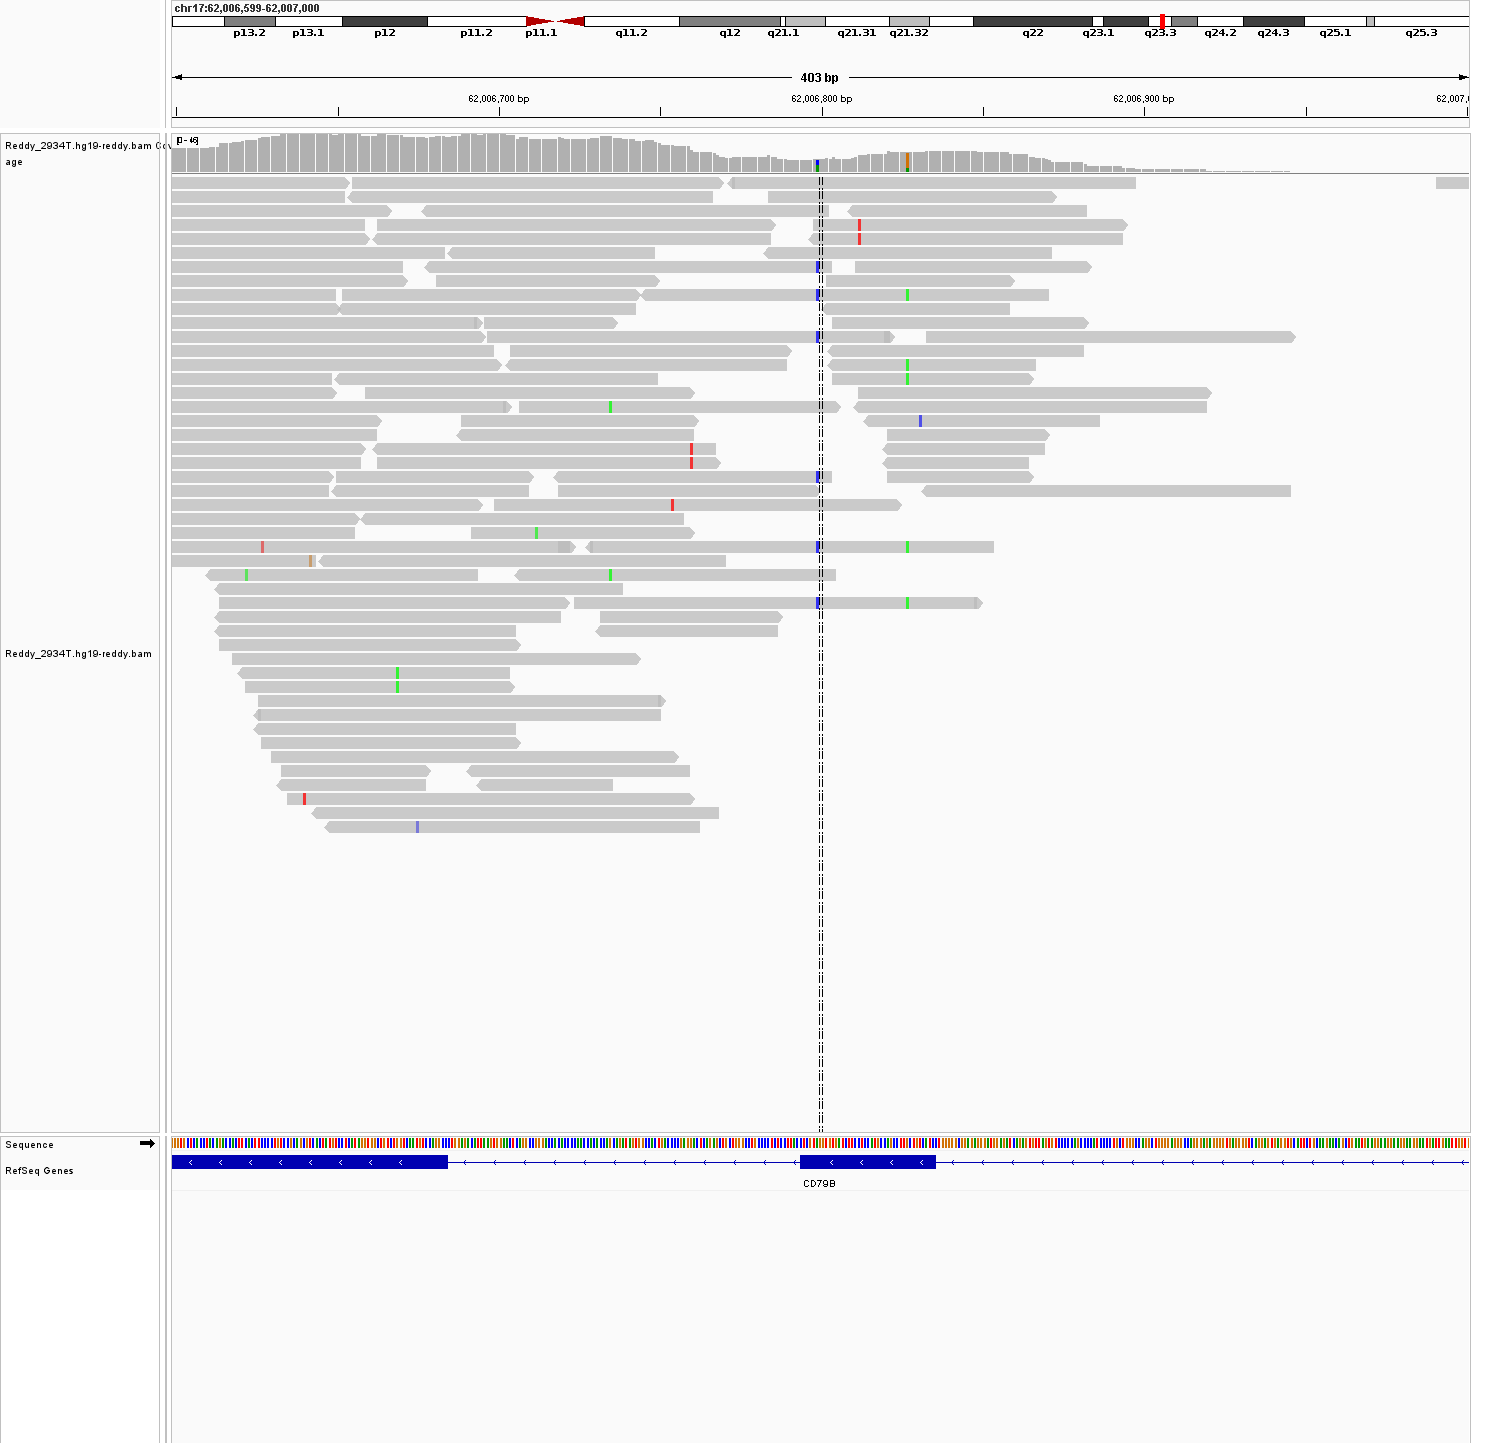 chr17:62,006,599-62,007,000
p13.2 p13.1 p12 p11.2 p11.1 q11.2 q12 q21.1 q21.31 q21.32 q22 q23.1 q23.3 q24.2 q24.3 q25.1 q25.3
403 bp
62,006,700 bp 62,006,800 bp 62,006,900 bp 62,007,0
[0 - 46]
Reddy_2934T.hg19-reddy.bam Cov
age
Reddy_2934T.hg19-reddy.bam
Sequence
RefSeq Genes
CD79B